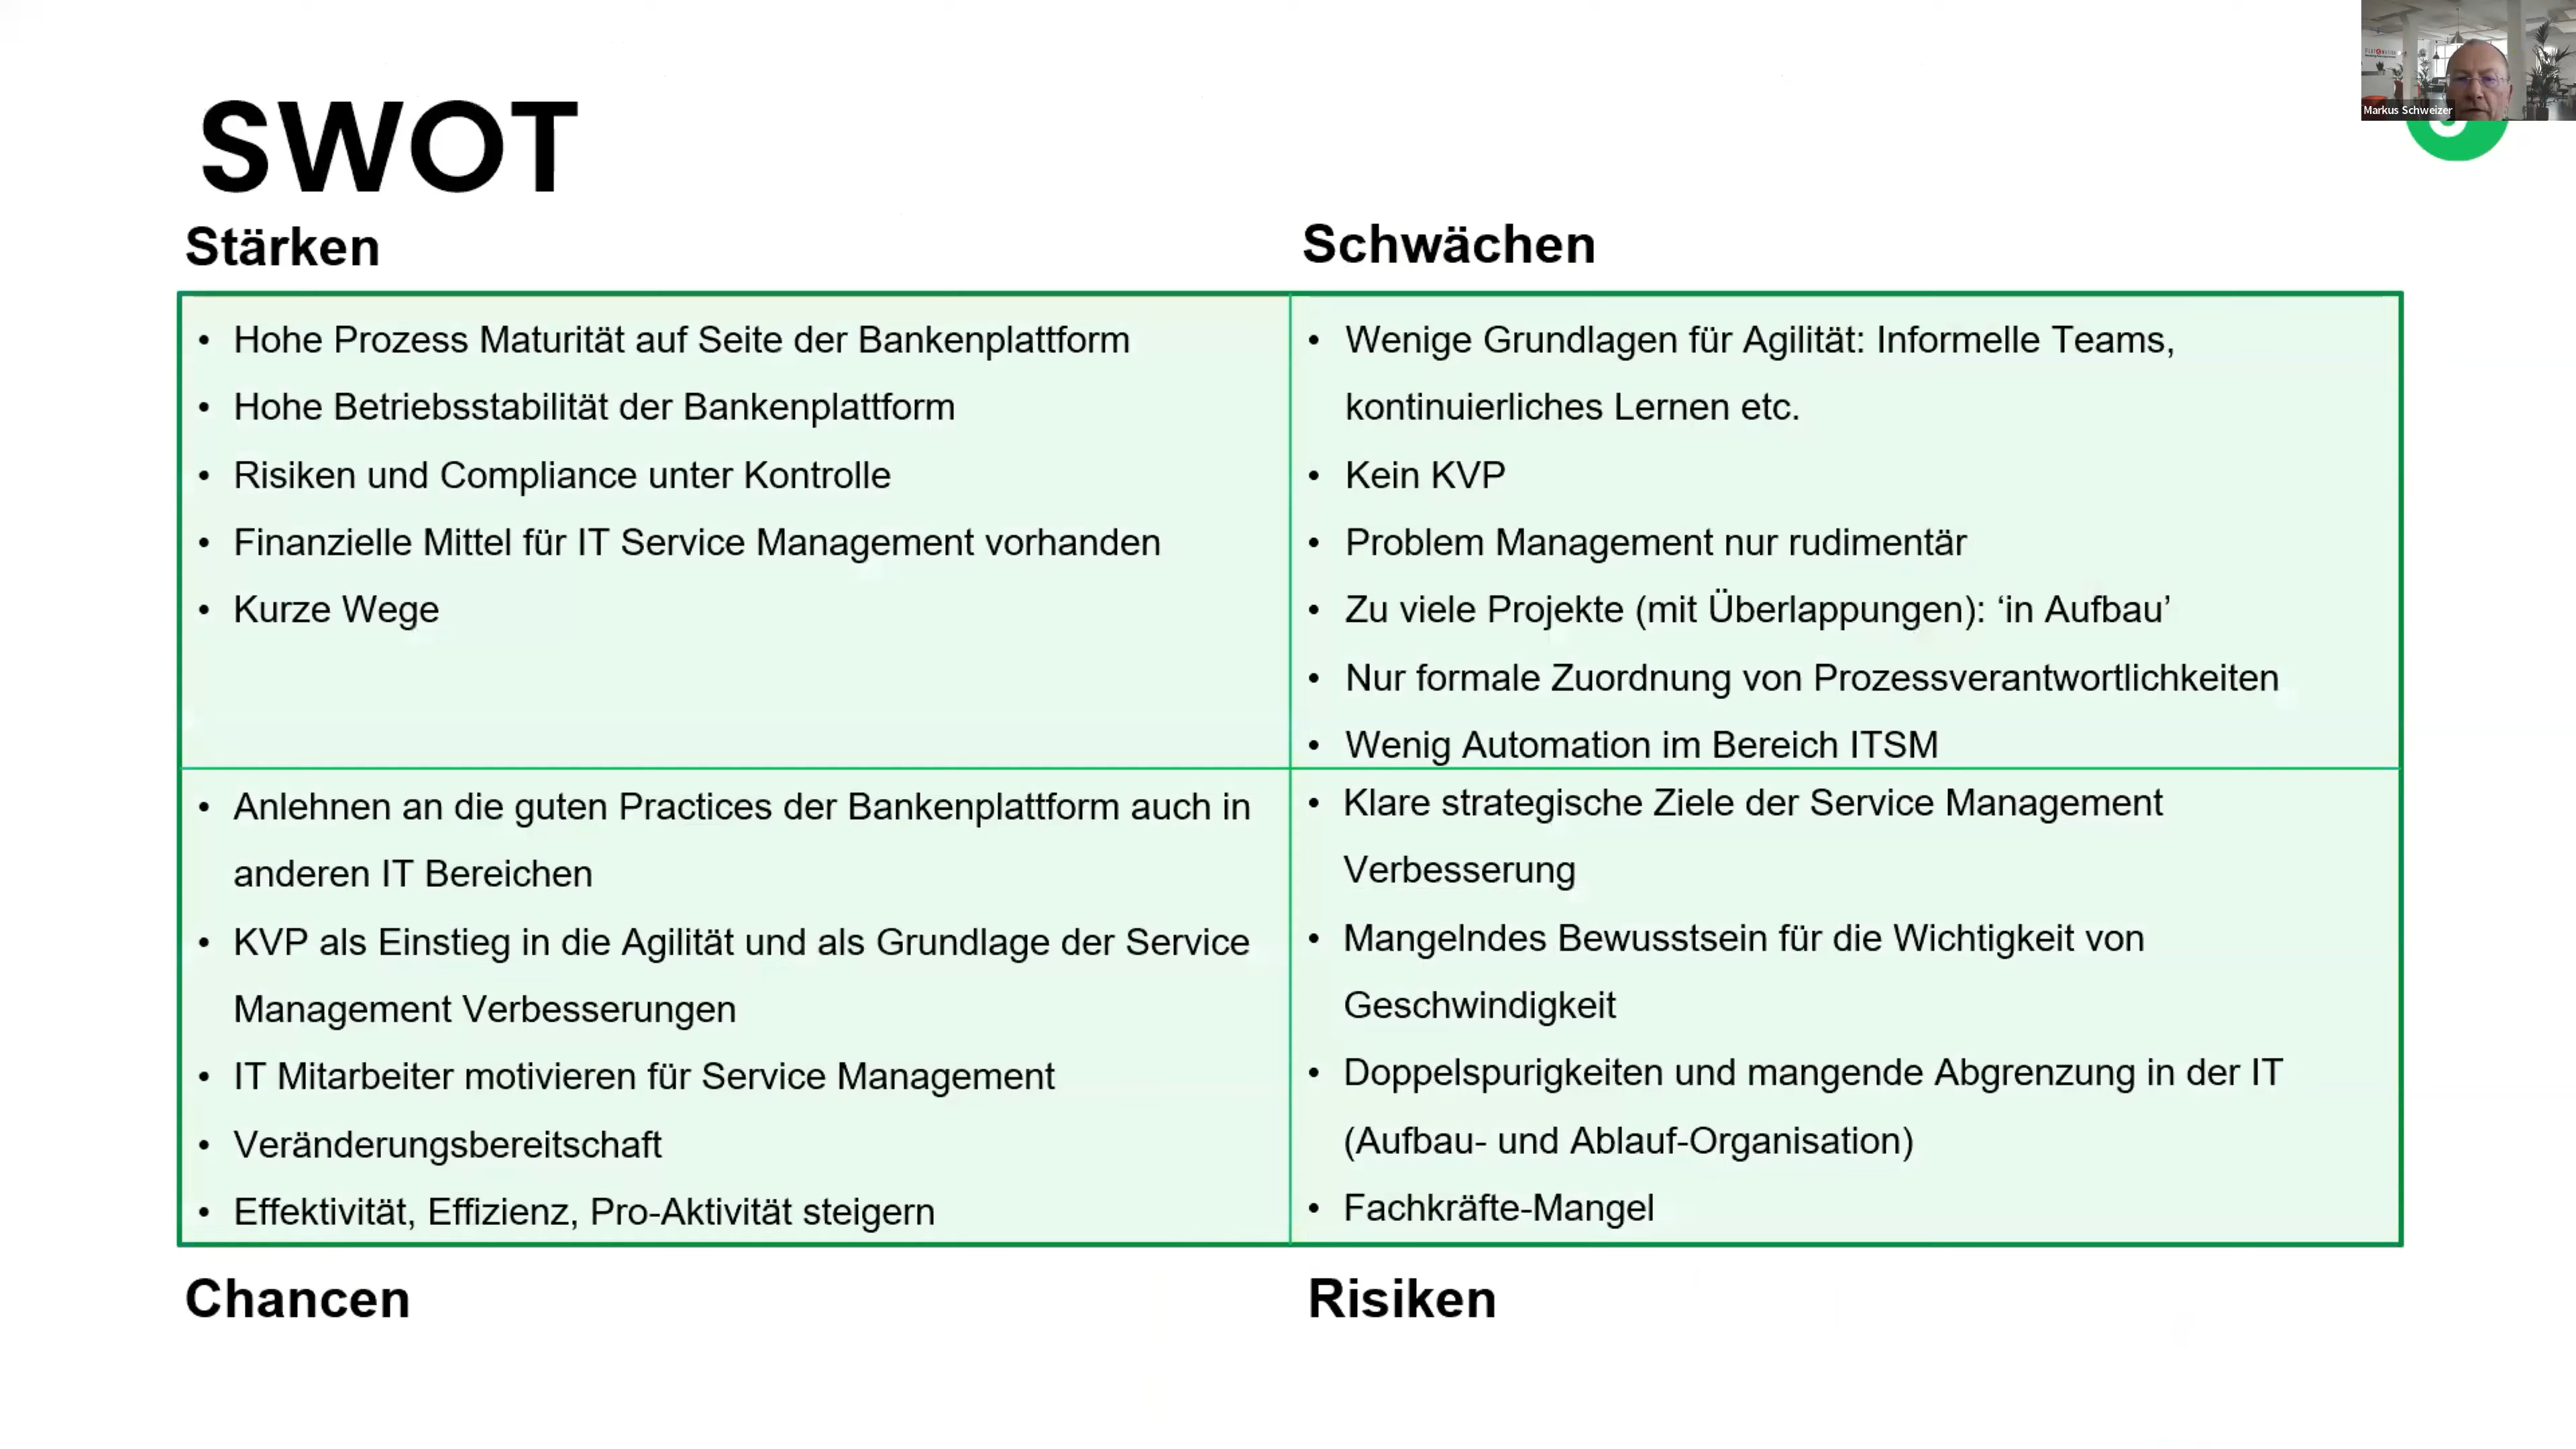 Markus Schweizer
SWOT
Stärken
Schwächen
• Hohe Prozess Maturität auf Seite der Bankenplattform
• Hohe Betriebsstabilität der Bankenplattform
• Risiken und Compliance unter Kontrolle
• Finanzielle Mittel für IT Service Management vorhanden
• Kurze Wege
• Wenige Grundlagen für Agilität: Informelle Teams,
kontinuierliches Lernen etc.
• Kein KVP
• Problem Management nur rudimentär
• Zu viele Projekte (mit Überlappungen): ‘in Aufbau’
• Nur formale Zuordnung von Prozessverantwortlichkeiten
• Wenig Automation im Bereich ITSM
• Anlehnen an die guten Practices der Bankenplattform auch in
anderen IT Bereichen
• KVP als Einstieg in die Agilität und als Grundlage der Service
Management Verbesserungen
• IT Mitarbeiter motivieren für Service Management
• Veränderungsbereitschaft
• Effektivität, Effizienz, Pro-Aktivität steigern
• Klare strategische Ziele der Service Management
Verbesserung
• Mangelndes Bewusstsein für die Wichtigkeit von
Geschwindigkeit
• Doppelspurigkeiten und mangende Abgrenzung in der IT
(Aufbau- und Ablauf-Organisation)
• Fachkräfte-Mangel
Chancen
Risiken